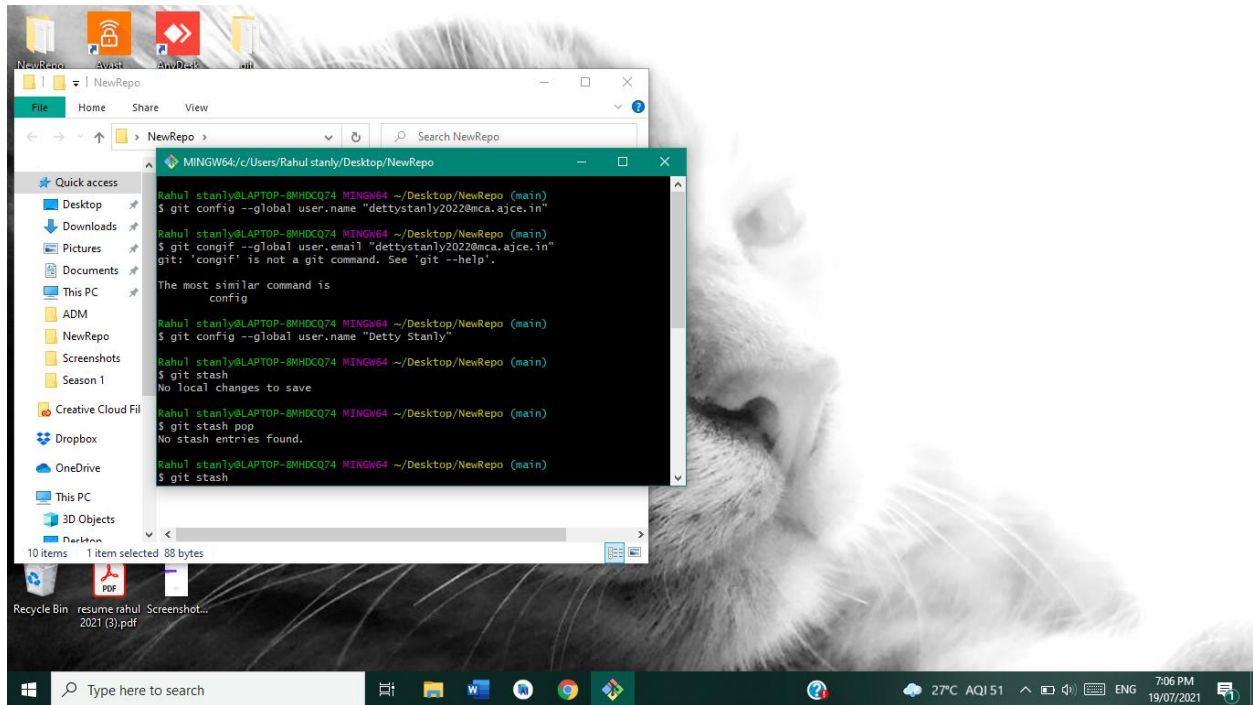 NewRepo
Avast
AnyDesk
git
NewRepo
File Home Share View
NewRepo
Search NewRepo
Quick access
Desktop
Downloads
Pictures
Documents
This PC
ADM
NewRepo
Screenshots
Season 1
Creative Cloud Fil
Dropbox
OneDrive
This PC
3D Objects
Desktop
10 items 1 item selected 88 bytes
MINGW64:/c/Users/Rahul stanly/Desktop/NewRepo
Rahul stanly@LAPTOP-8MHDCQ74 MINGW64 ~/Desktop/NewRepo (main)
$ git config --global user.name "dettystanly2022@mca.ajce.in"
Rahul stanly@LAPTOP-8MHDCQ74 MINGW64 ~/Desktop/NewRepo (main)
$ git congif --global user.email "dettystanly2022@mca.ajce.in"
git: 'congif' is not a git command. See 'git --help'.
The most similar command is
config
Rahul stanly@LAPTOP-8MHDCQ74 MINGW64 ~/Desktop/NewRepo (main)
$ git config --global user.name "Detty Stanly"
Rahul stanly@LAPTOP-8MHDCQ74 MINGW64 ~/Desktop/NewRepo (main)
$ git stash
No local changes to save
Rahul stanly@LAPTOP-8MHDCQ74 MINGW64 ~/Desktop/NewRepo (main)
$ git stash pop
No stash entries found.
Rahul stanly@LAPTOP-8MHDCQ74 MINGW64 ~/Desktop/NewRepo (main)
$ git stash
PDF
Recycle Bin
resume rahul
2021 (3).pdf
Screenshot...
Type here to search
27°C AQI 51
ENG
7:06 PM
19/07/2021